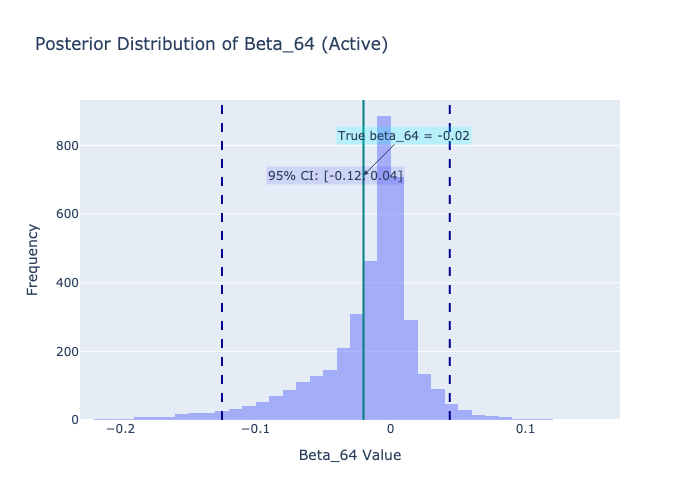 Posterior Distribution of Beta_64 (Active)
True beta_64 = -0.02
95% CI: [-0.12, 0.04]
Frequency
800
600
400
200
0
−0.2
−0.1
0
0.1
Beta_64 Value